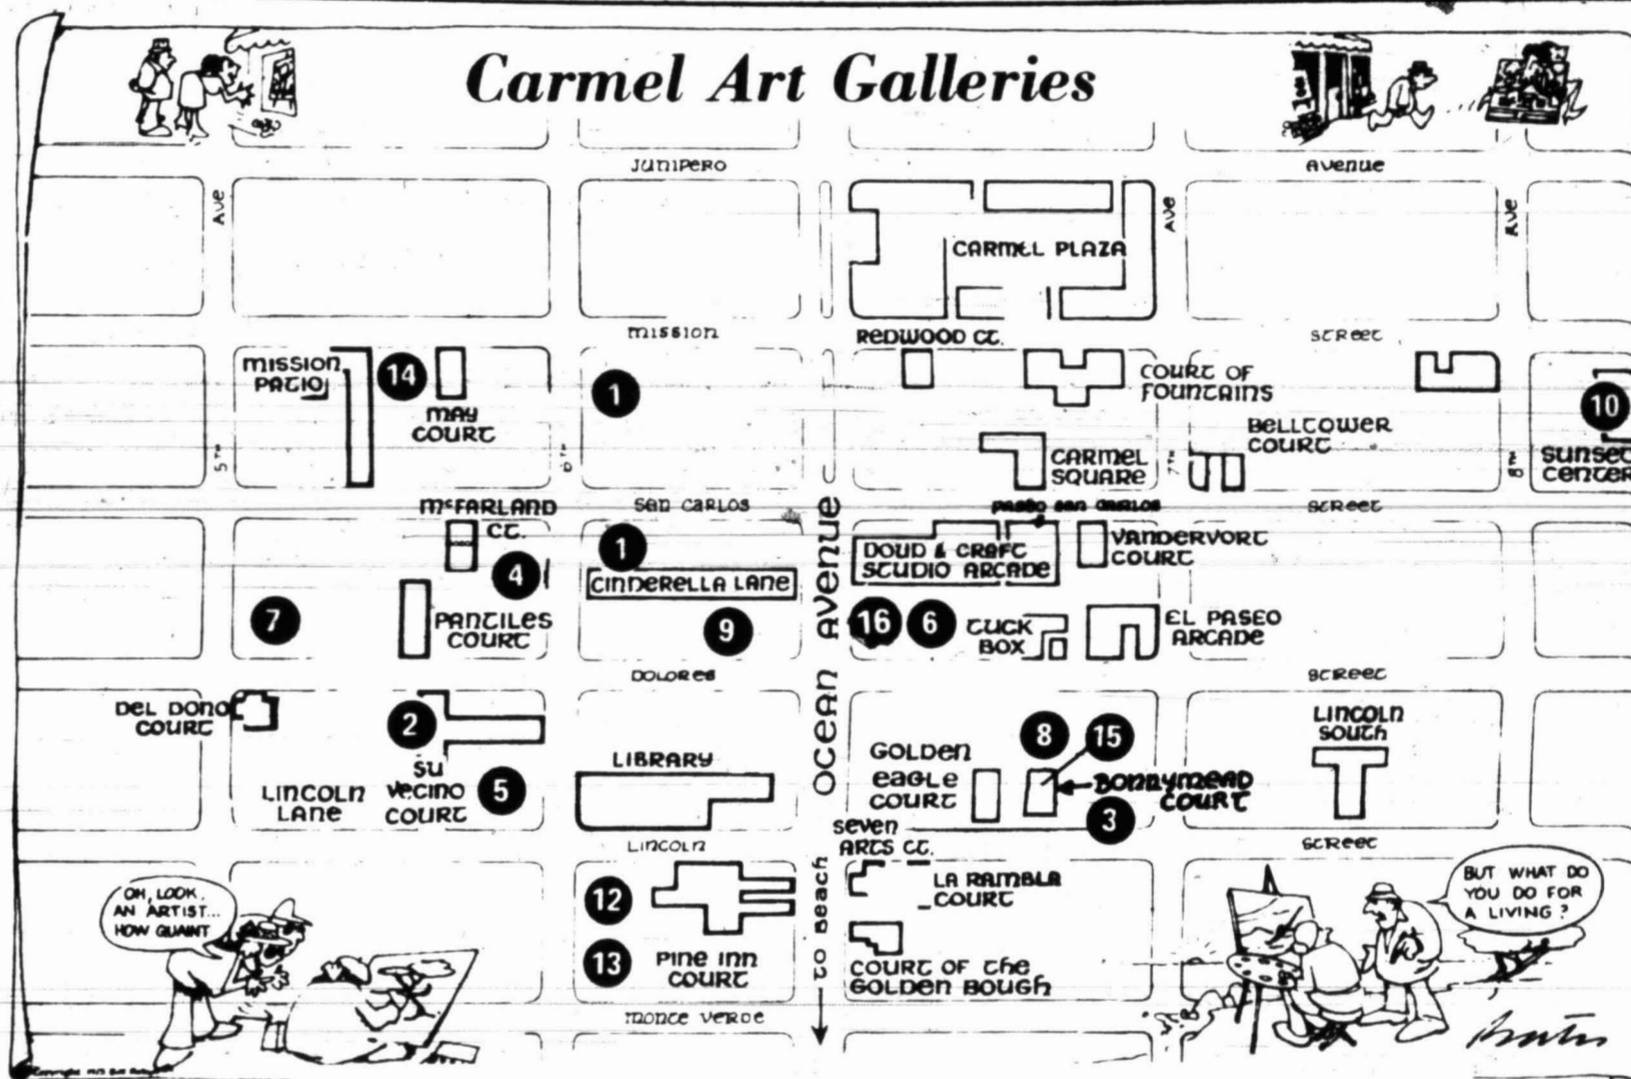 Carmel Art Galleries
JUNIPERO
AVENUE
AVE
AVE
AVE
CARMEL PLAZA
MISSION
REDWOOD CT.
STREET
MISSION
PATIO
14
MAY
COURT
1
COURT OF
FOUNTAINS
BELLTOWER
COURT
10
SUNSET
CENTER
CARMEL
SQUARE
5TH
6TH
7TH
8TH
McFARLAND
CT.
SAN CARLOS
PASEO SAN CARLOS
STREET
4
1
CINDERELLA LANE
DOUD & CRAFT
STUDIO ARCADE
VANDERVORT
COURT
7
PANTILES
COURT
9
16
6
TUCK
BOX
EL PASEO
ARCADE
OCEAN AVENUE
DOLORES
STREET
DEL DONO
COURT
2
SU
VECINO
COURT
5
LINCOLN
LANE
LIBRARY
GOLDEN
EAGLE
COURT
8
15
BONNYMEAD
COURT
3
LINCOLN
SOUTH
SEVEN
ARTS CT.
LINCOLN
STREET
TO BEACH
12
13
PINE INN
COURT
LA RAMBLA
COURT
COURT OF THE
GOLDEN BOUGH
MONTE VERDE
OH, LOOK.
AN ARTIST...
HOW QUAINT
BUT WHAT DO
YOU DO FOR
A LIVING?